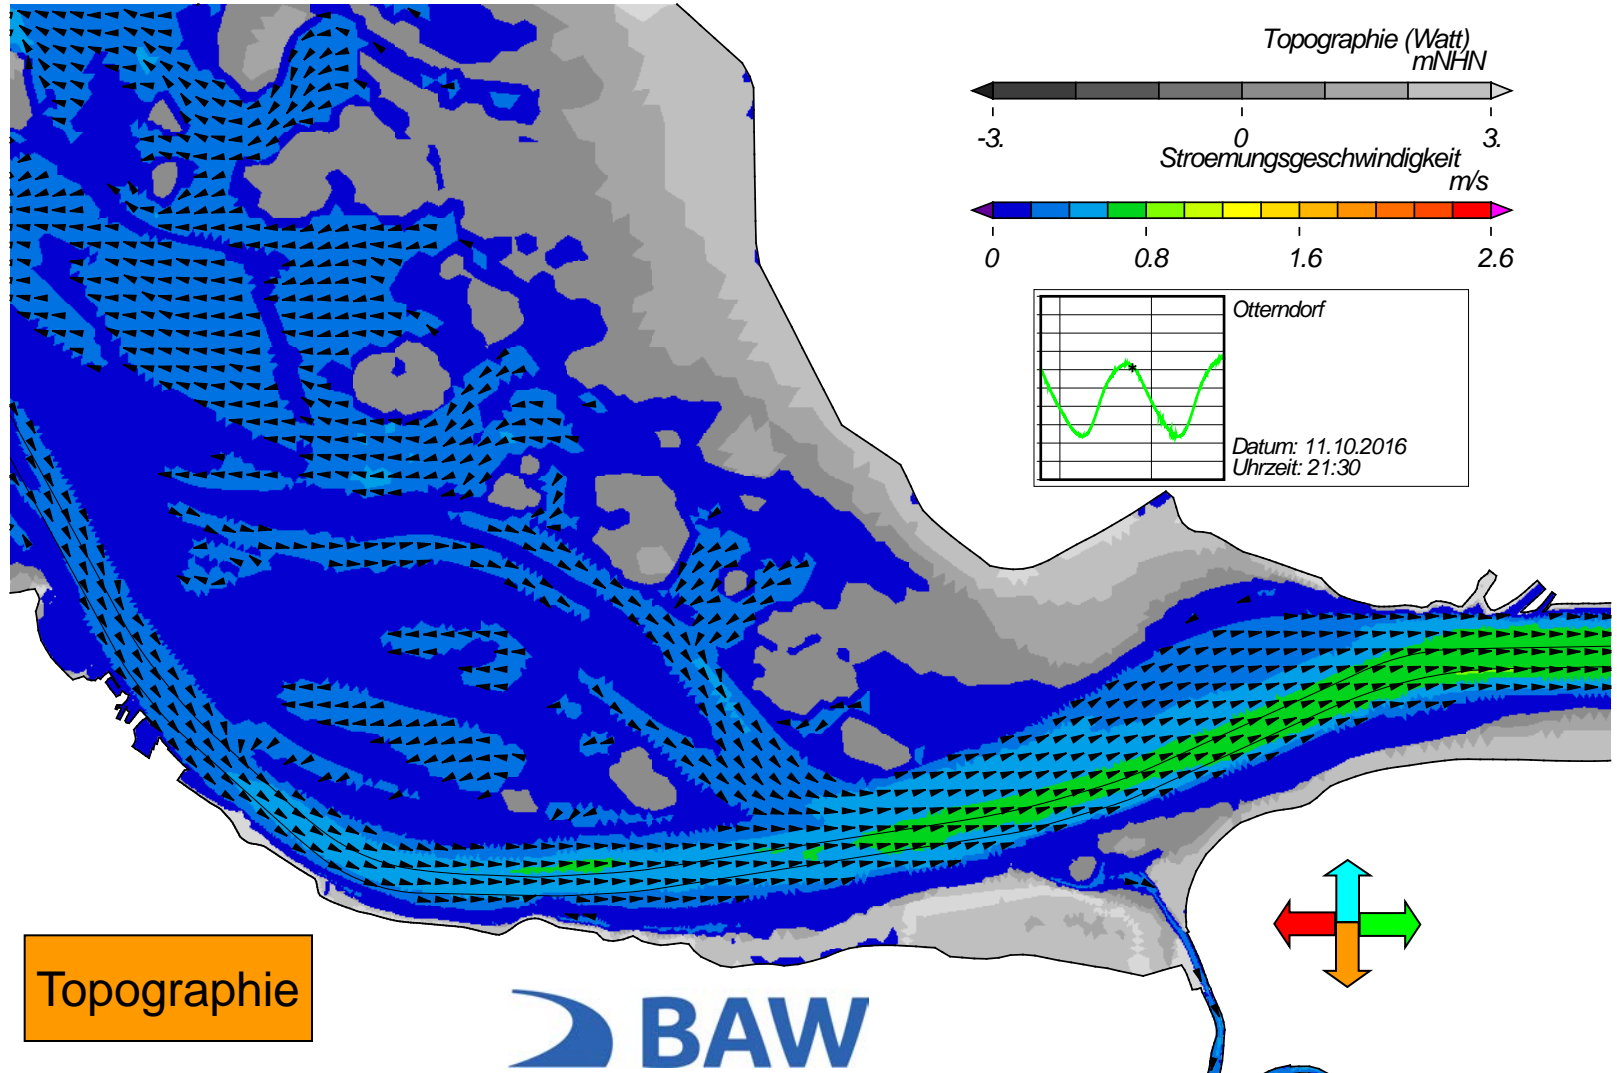 Topographie (Watt)
mNHN
-3. 0 3.
Stroemungsgeschwindigkeit
m/s
0 0.8 1.6 2.6
Otterndorf
Datum: 11.10.2016
Uhrzeit: 21:30
Topographie
BAW